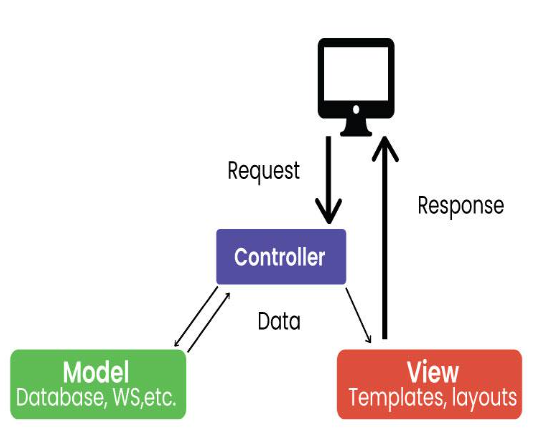 Request
Response
Controller
Data
Model
Database, WS,etc.
View
Templates, layouts